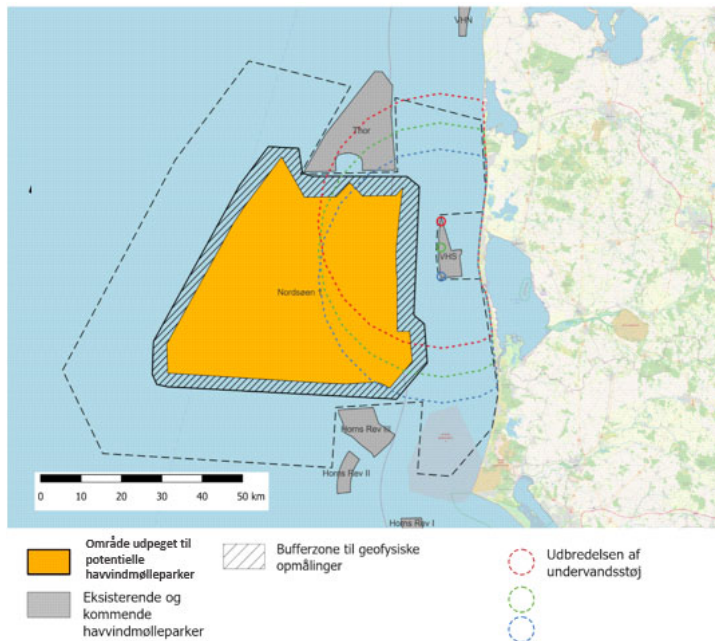 VHN
Thor
VHS
Nordsøen 1
Horns Rev III
Horns Rev II
Horns Rev I
0 10 20 30 40 50 km
Område udpeget til
potentielle
havvindmølleparker
Eksisterende og
kommende
havvindmølleparker
Bufferzone til geofysiske
opmålinger
Udbredelsen af
undervandsstøj